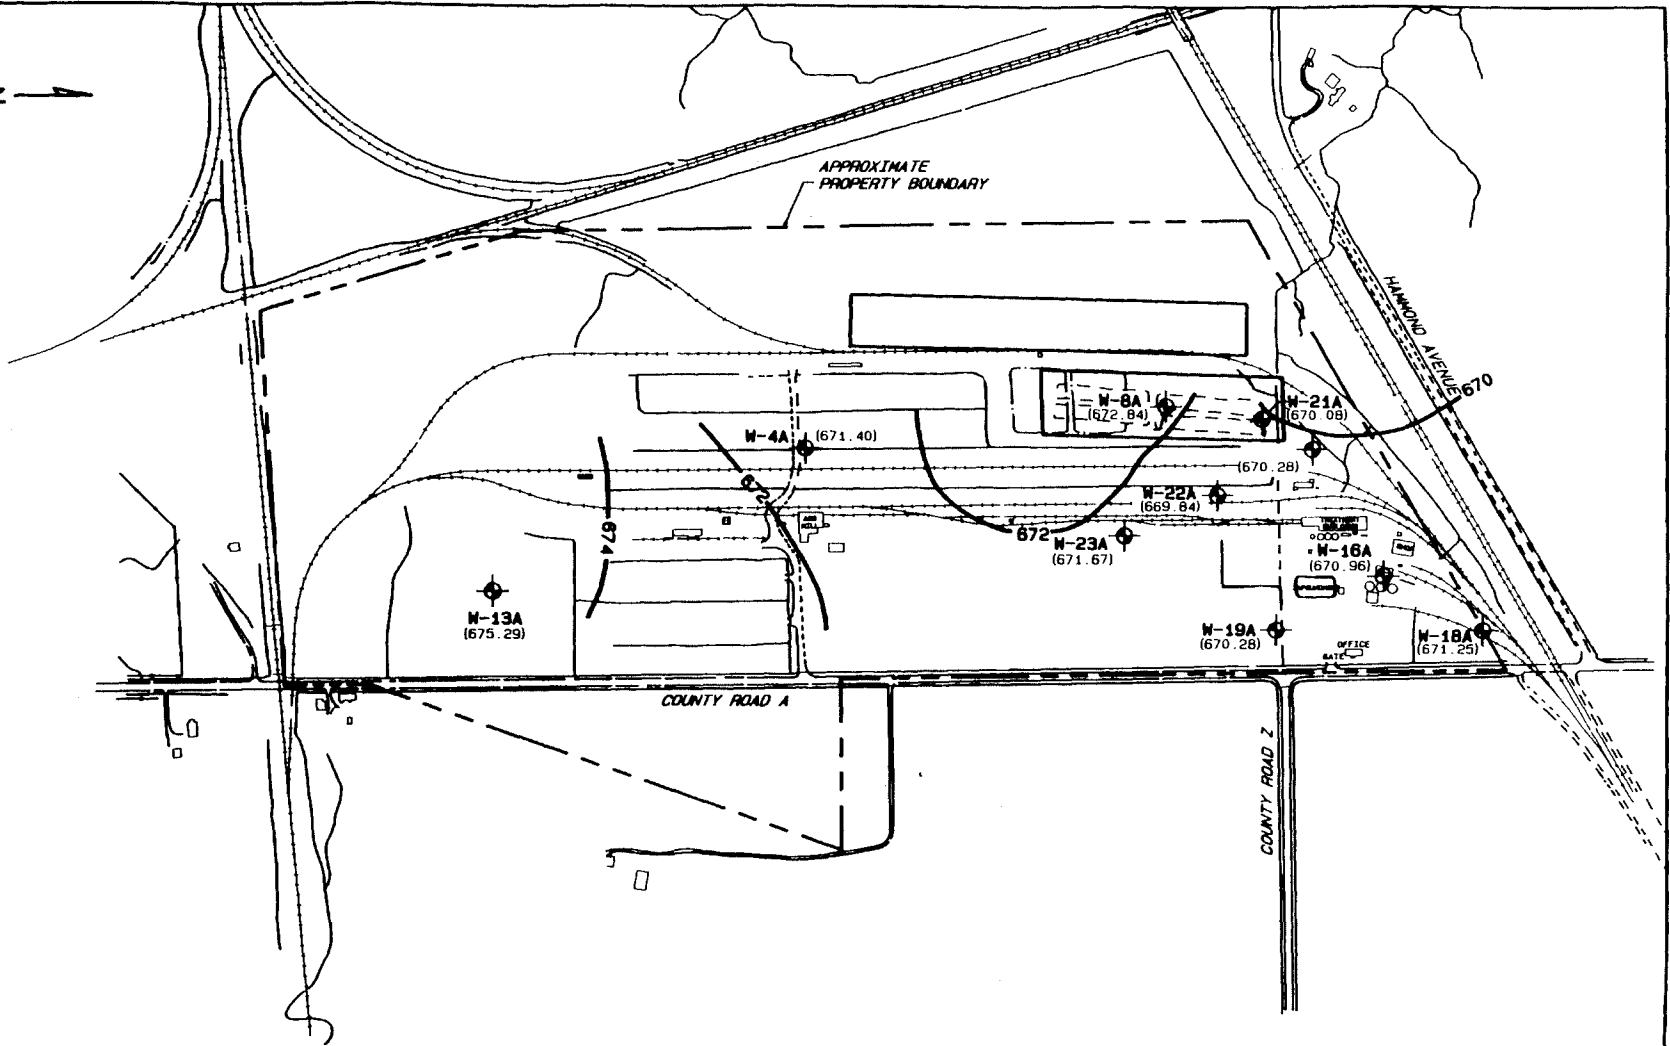 APPROXIMATE
PROPERTY BOUNDARY
HAMMOND AVENUE
670
W-8A
(672.84)
W-21A
(670.08)
W-4A
(671.40)
672
(670.28)
W-22A
(669.84)
674
672
W-23A
(671.67)
TREATMENT
BUILDING
W-16A
(670.96)
W-13A
(675.29)
W-19A
(670.28)
OFFICE
GATE
W-18A
(671.25)
COUNTY ROAD A
COUNTY ROAD Z